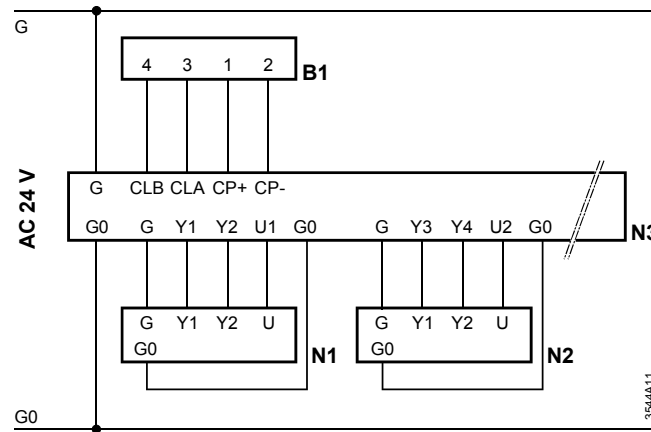 G
4 3 1 2
B1
AC 24 V
G CLB CLA CP+ CP-
G0 G Y1 Y2 U1 G0 G Y3 Y4 U2 G0
N3
G Y1 Y2 U
G0
N1
G Y1 Y2 U
G0
N2
G0
3544A11